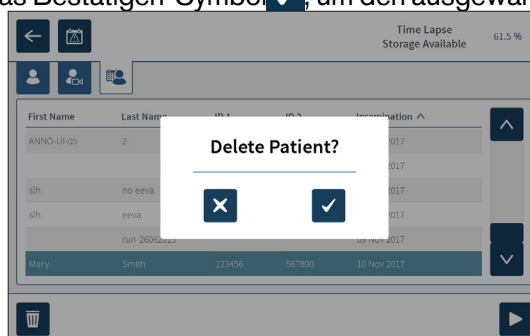 as Bestätigen-Symbol ✓, um den ausgewäh
Time Lapse
Storage Available 61.5 %
First Name Last Name ID 1 ID 2 Insemination
ANNO-UI-05 2 2017
2017
slh no eeva 2017
slh eeva 2017
run-26062015 09 Nov 2017
Mary Smith 123456 567890 10 Nov 2017
Delete Patient?